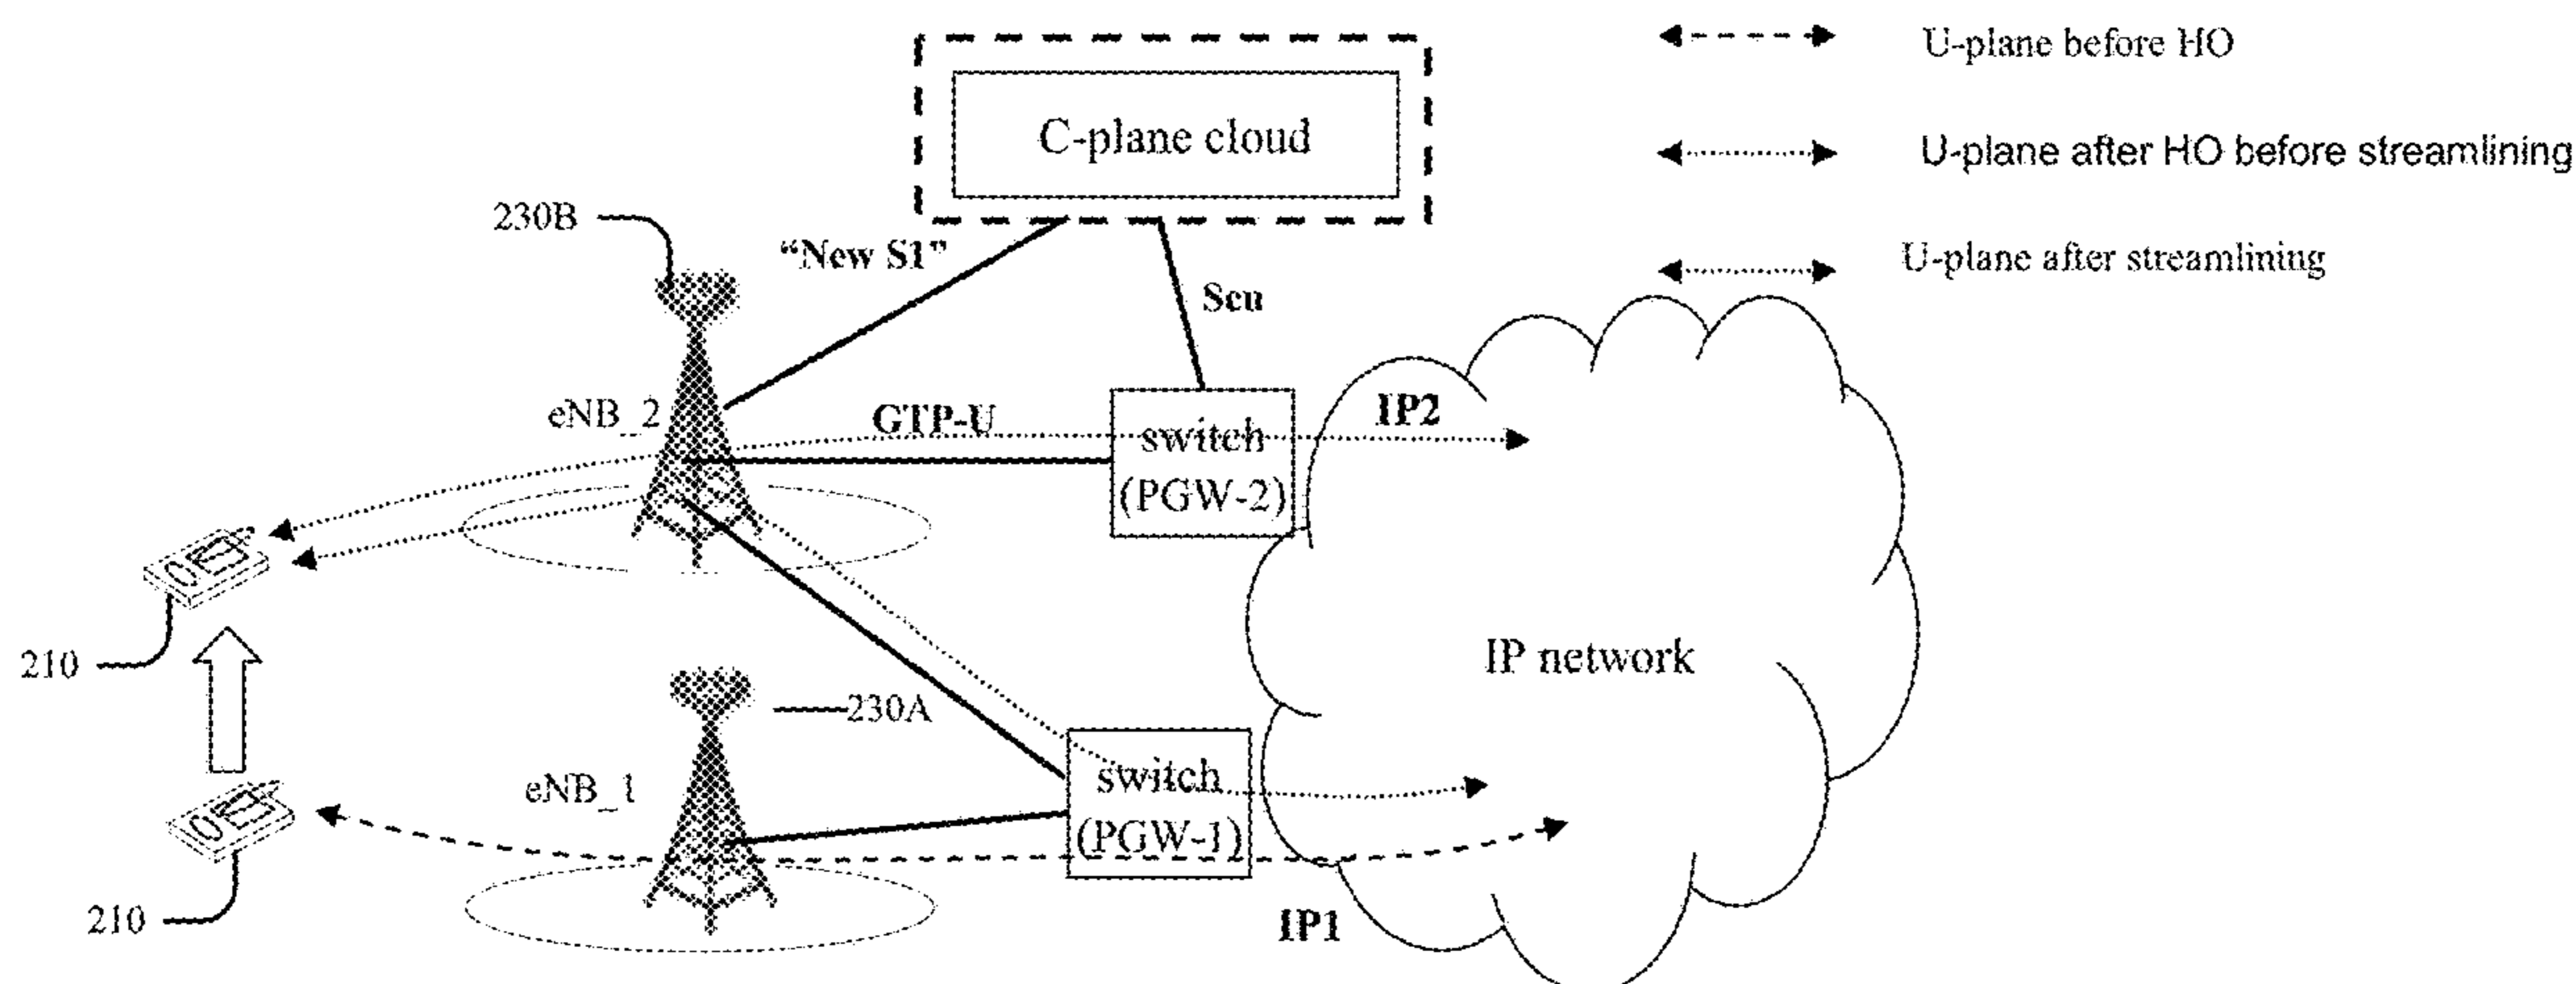 U-plane before HO
C-plane cloud
U-plane after HO before streamlining
230B
"New S1"
U-plane after streamlining
Scu
eNB_2
GTP-U
IP2
switch
(PGW-2)
210
IP network
230A
eNB_1
switch
(PGW-1)
210
IP1